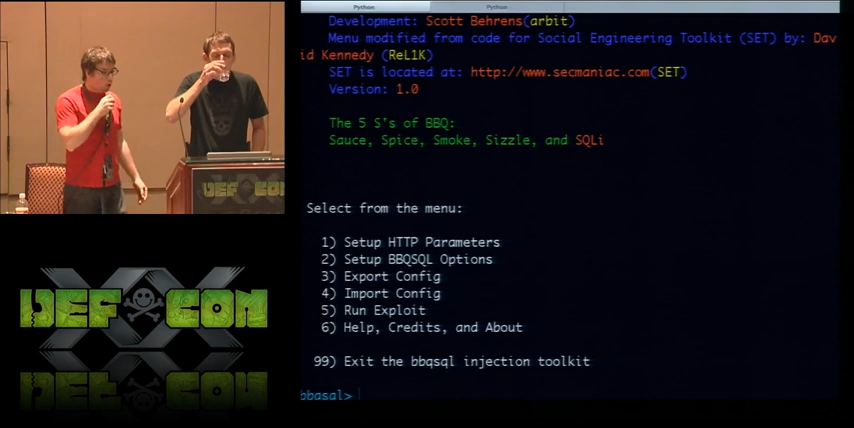 Python
Python
Development: Scott Behrens(arbit)
Menu modified from code for Social Engineering Toolkit (SET) by: Dav
id Kennedy (ReL1K)
SET is located at: http://www.secmaniac.com(SET)
Version: 1.0
The 5 S's of BBQ:
Sauce, Spice, Smoke, Sizzle, and SQLi
Select from the menu:
1) Setup HTTP Parameters
2) Setup BBQSQL Options
3) Export Config
4) Import Config
5) Run Exploit
6) Help, Credits, and About
99) Exit the bbqsql injection toolkit
bbqsql>
DEF CON
XX
DEF CON